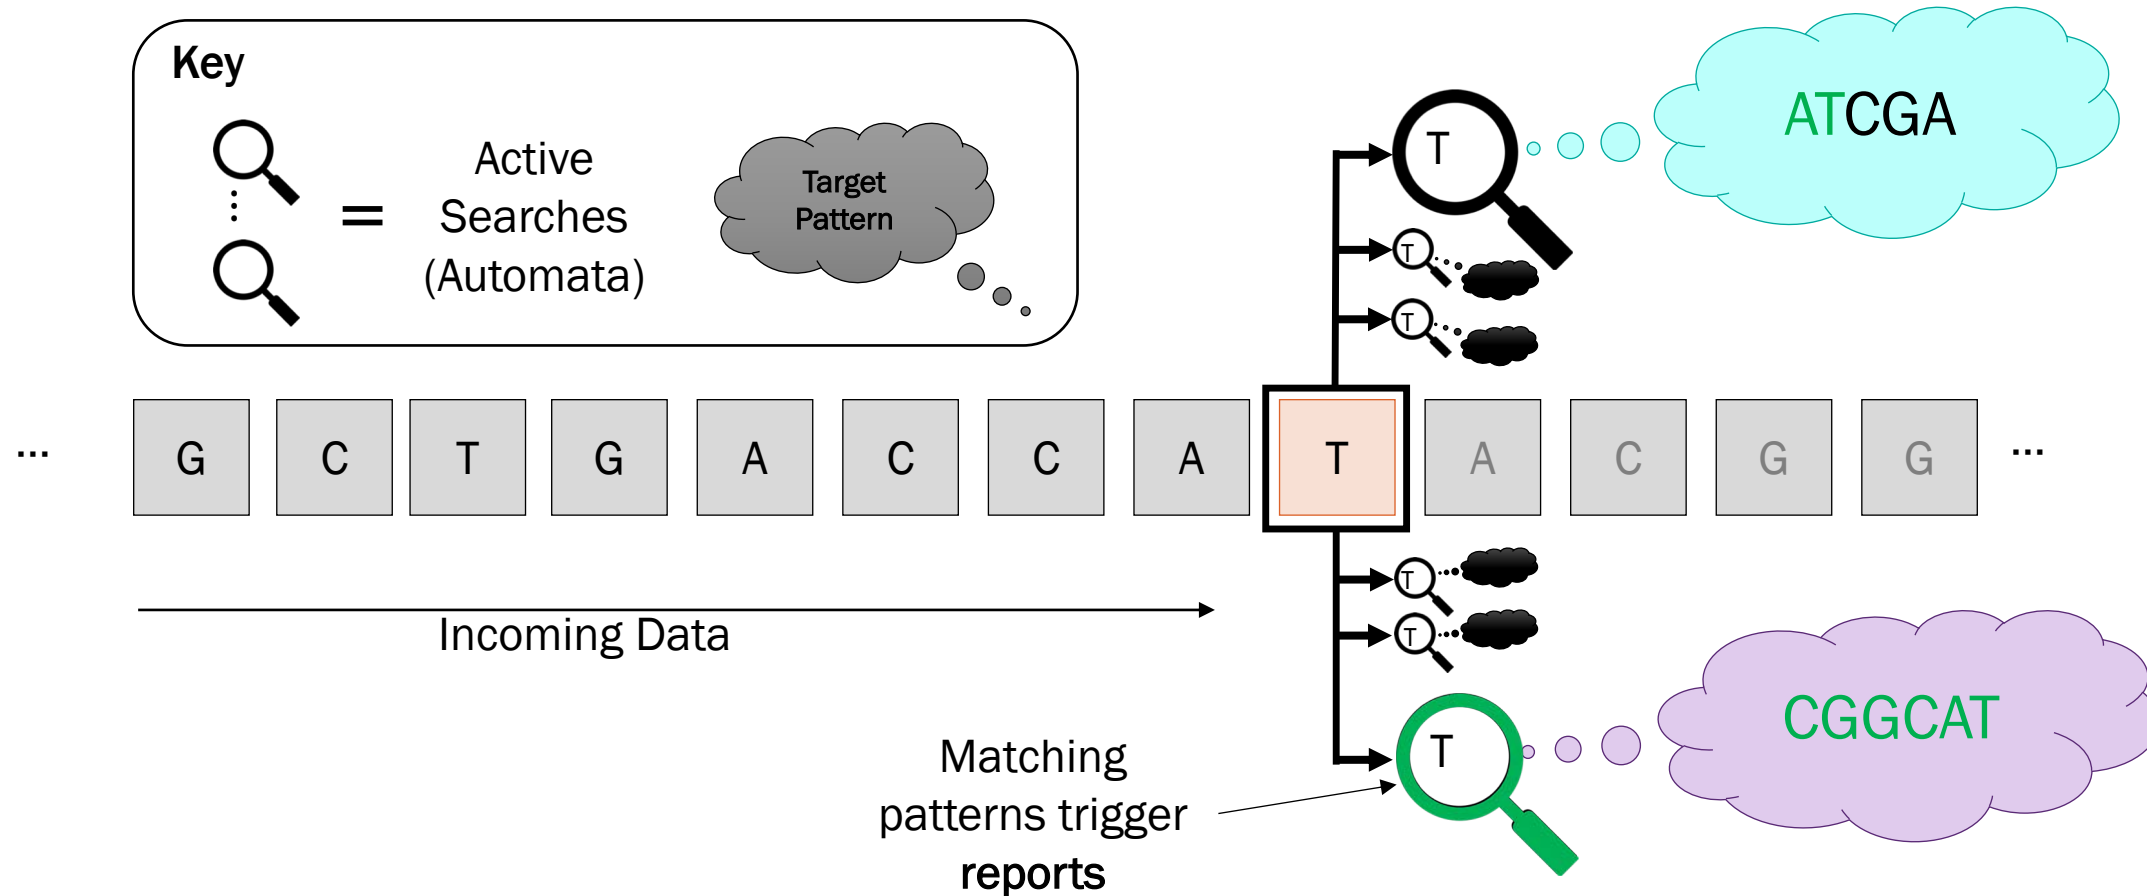 Key
Active
Searches
(Automata)
=
Target
Pattern
ATCGA
T
T
T
... G C T G A C C A T A C G G ...
Incoming Data
T
T
T
CGGCAT
Matching
patterns trigger
reports